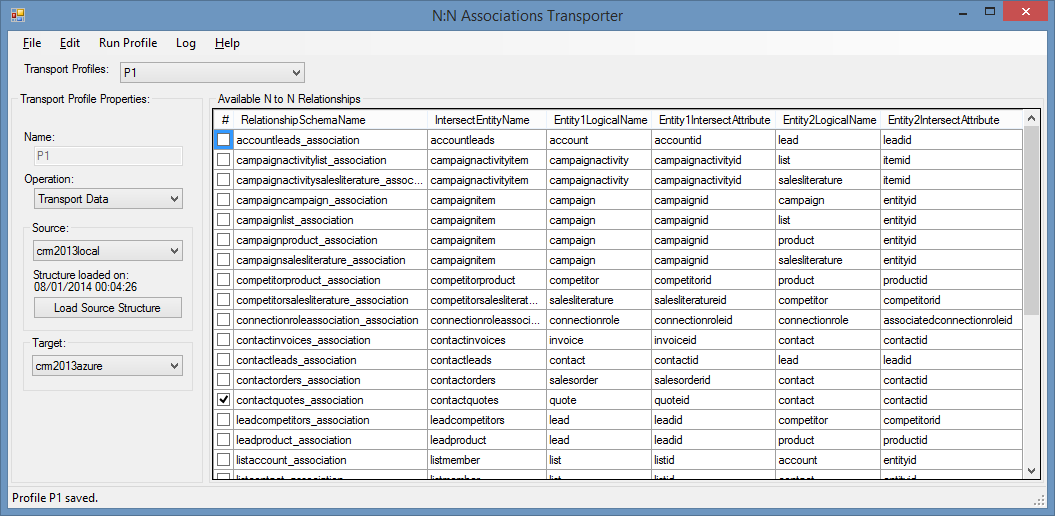 N:N Associations Transporter
File Edit Run Profile Log Help
Transport Profiles: P1
Transport Profile Properties:
Name:
P1
Operation:
Transport Data
Source:
crm2013local
Structure loaded on:
08/01/2014 00:04:26
Load Source Structure
Target:
crm2013azure
Available N to N Relationships
# RelationshipSchemaName IntersectEntityName Entity1LogicalName Entity1IntersectAttribute Entity2LogicalName Entity2IntersectAttribute
accountleads_association accountleads account accountid lead leadid
campaignactivitylist_association campaignactivityitem campaignactivity campaignactivityid list itemid
campaignactivitysalesliterature_assoc... campaignactivityitem campaignactivity campaignactivityid salesliterature itemid
campaigncampaign_association campaignitem campaign campaignid campaign entityid
campaignlist_association campaignitem campaign campaignid list entityid
campaignproduct_association campaignitem campaign campaignid product entityid
campaignsalesliterature_association campaignitem campaign campaignid salesliterature entityid
competitorproduct_association competitorproduct competitor competitorid product productid
competitorsalesliterature_association competitorsalesliterat... salesliterature salesliteratureid competitor competitorid
connectionroleassociation_association connectionroleassoci... connectionrole connectionroleid connectionrole associatedconnectionroleid
contactinvoices_association contactinvoices invoice invoiceid contact contactid
contactleads_association contactleads contact contactid lead leadid
contactorders_association contactorders salesorder salesorderid contact contactid
contactquotes_association contactquotes quote quoteid contact contactid
leadcompetitors_association leadcompetitors lead leadid competitor competitorid
leadproduct_association leadproduct lead leadid product productid
listaccount_association listmember list listid account entityid
listcontact_association listmember list listid contact entityid
Profile P1 saved.